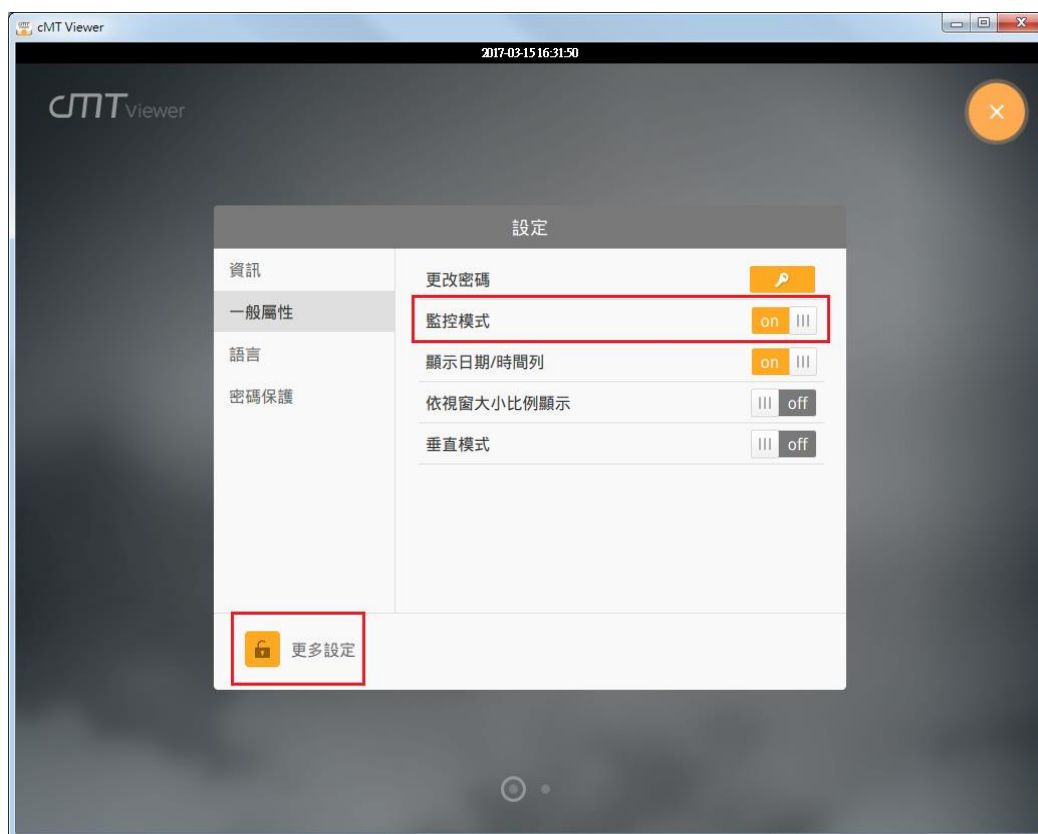 cMT Viewer
2017-03-15 16:31:50
cMT Viewer
設定
資訊
一般屬性
語言
密碼保護
更改密碼
監控模式 on
顯示日期/時間列 on
依視窗大小比例顯示 off
垂直模式 off
更多設定